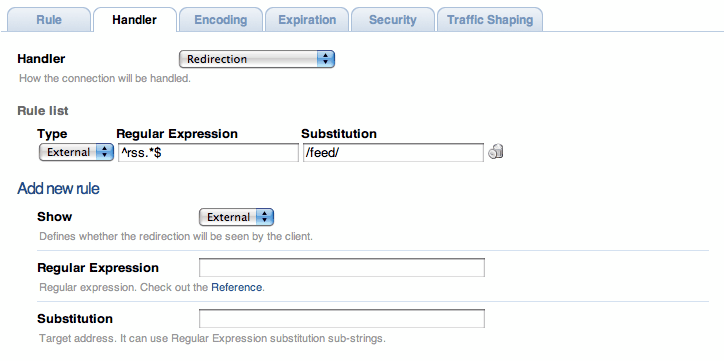 Rule Handler Encoding Expiration Security Traffic Shaping
Handler Redirection
How the connection will be handled.
Rule list
Type Regular Expression Substitution
External ^rss.*$ /feed/
Add new rule
Show External
Defines whether the redirection will be seen by the client.
Regular Expression
Regular expression. Check out the Reference.
Substitution
Target address. It can use Regular Expression substitution sub-strings.